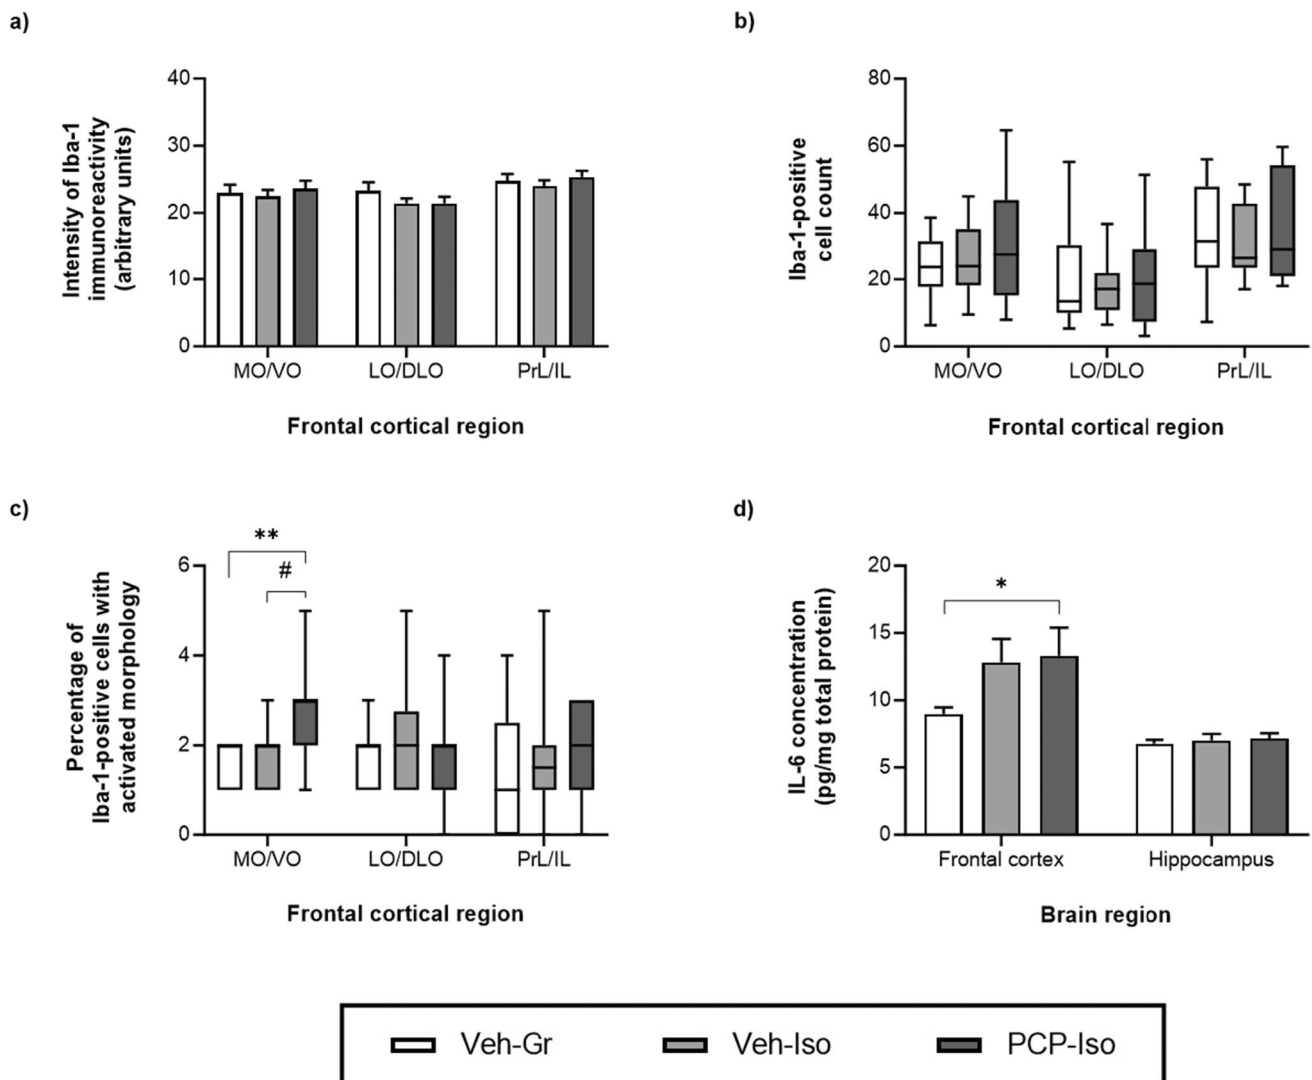 a)
40
30
20
10
0
Intensity of Iba-1
immunoreactivity
(arbitrary units)
MO/VO LO/DLO PrL/IL
Frontal cortical region
b)
80
60
40
20
0
Iba-1-positive
cell count
MO/VO LO/DLO PrL/IL
Frontal cortical region
c)
**
#
6
4
2
0
Percentage of
Iba-1-positive cells with
activated morphology
MO/VO LO/DLO PrL/IL
Frontal cortical region
d)
*
20
15
10
5
0
IL-6 concentration
(pg/mg total protein)
Frontal cortex Hippocampus
Brain region
Veh-Gr Veh-Iso PCP-Iso